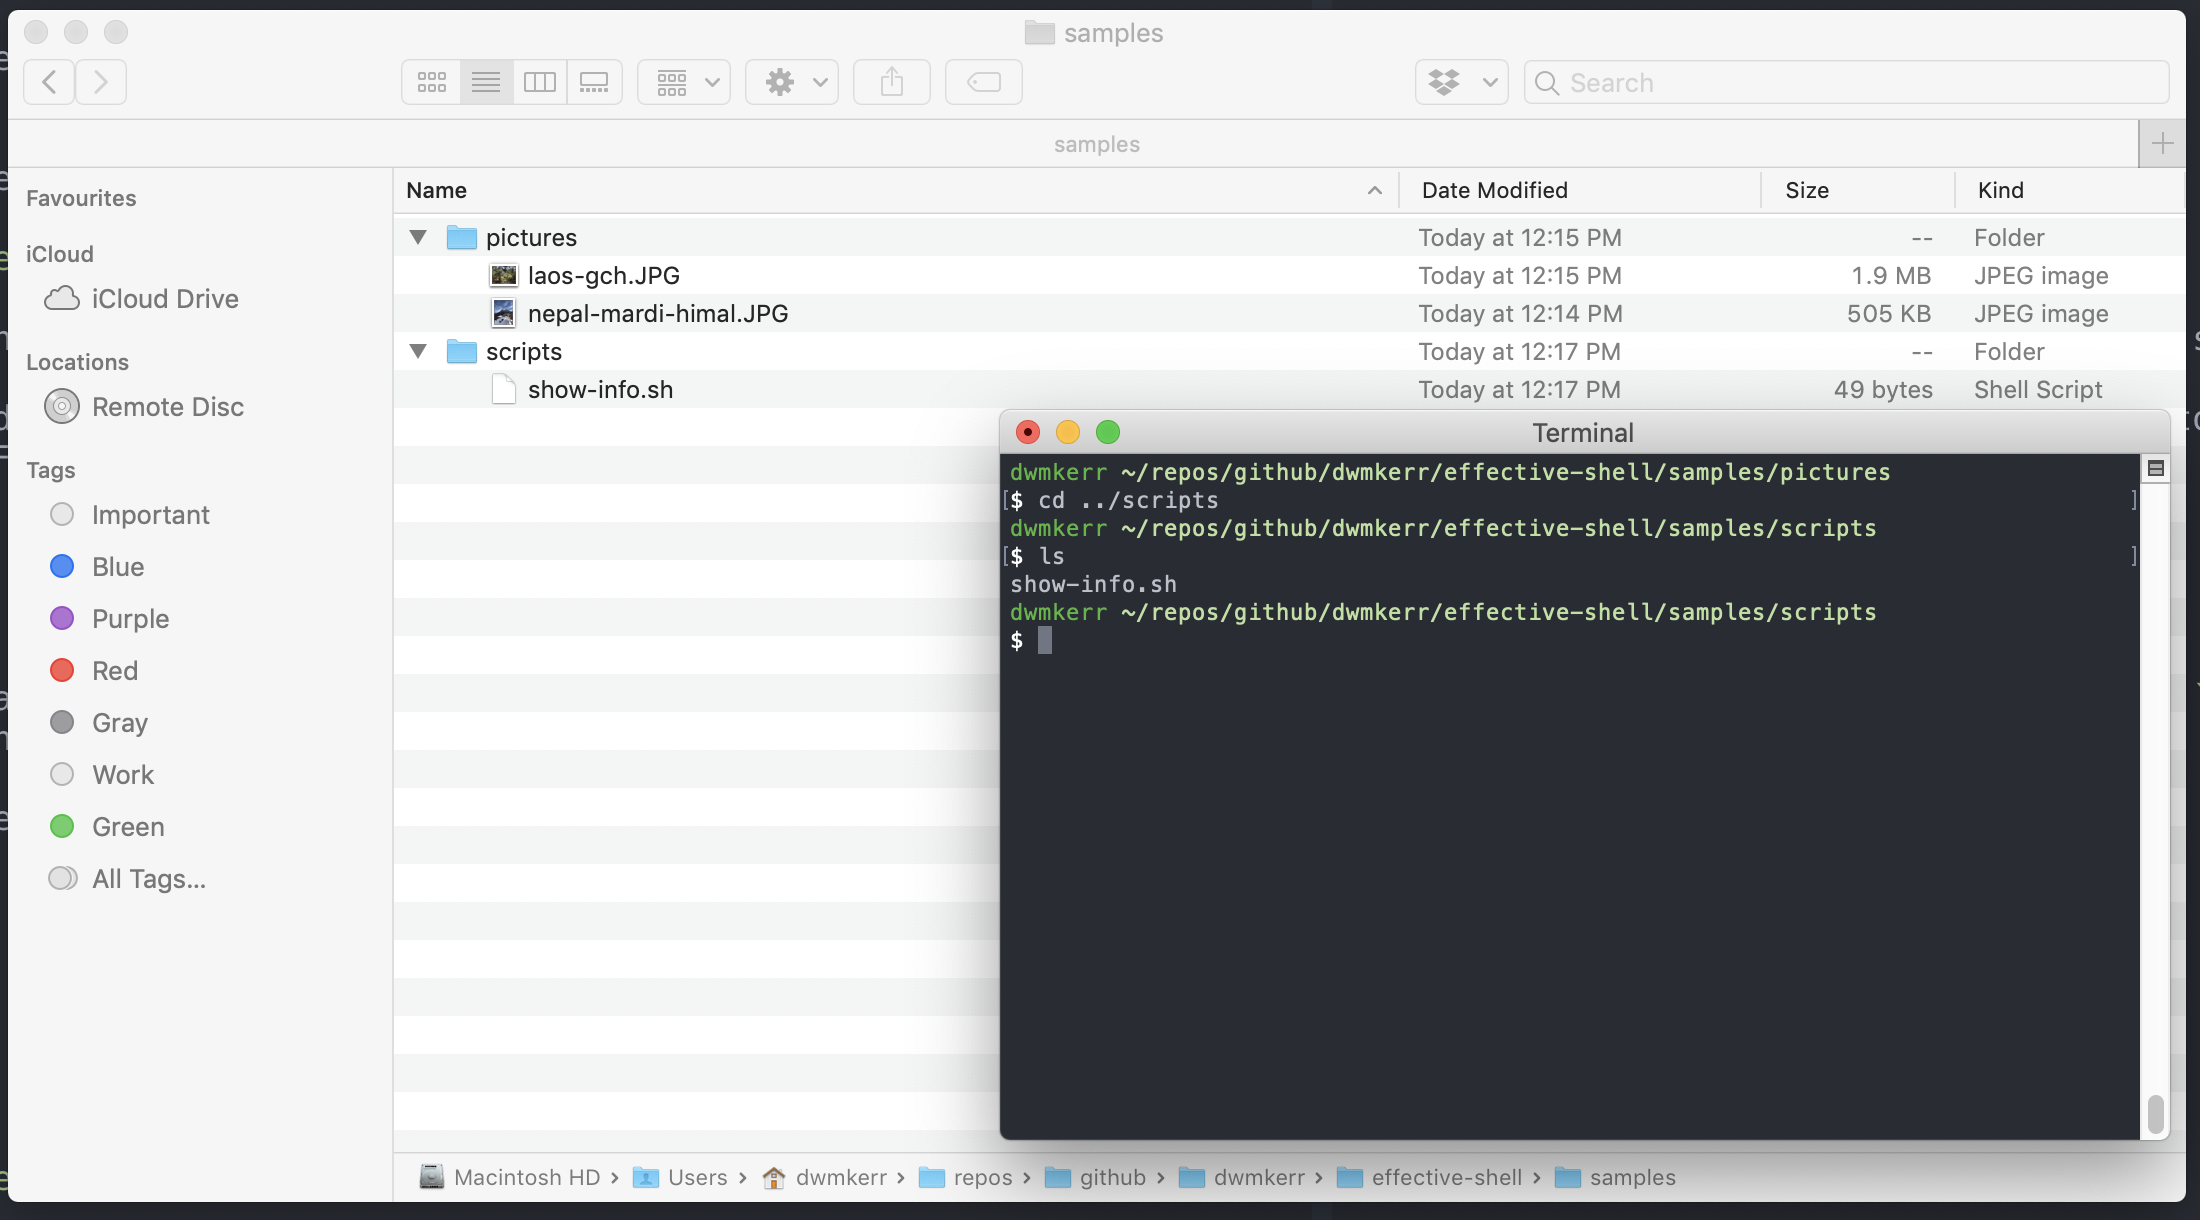 samples
Search
samples
Favourites
iCloud
iCloud Drive
Locations
Remote Disc
Tags
Important
Blue
Purple
Red
Gray
Work
Green
All Tags...
Name Date Modified Size Kind
pictures Today at 12:15 PM -- Folder
laos-gch.JPG Today at 12:15 PM 1.9 MB JPEG image
nepal-mardi-himal.JPG Today at 12:14 PM 505 KB JPEG image
scripts Today at 12:17 PM -- Folder
show-info.sh Today at 12:17 PM 49 bytes Shell Script
Terminal
dwmkerr ~/repos/github/dwmkerr/effective-shell/samples/pictures
[$ cd ../scripts ]
dwmkerr ~/repos/github/dwmkerr/effective-shell/samples/scripts
[$ ls ]
show-info.sh
dwmkerr ~/repos/github/dwmkerr/effective-shell/samples/scripts
$
Macintosh HD › Users › dwmkerr › repos › github › dwmkerr › effective-shell › samples